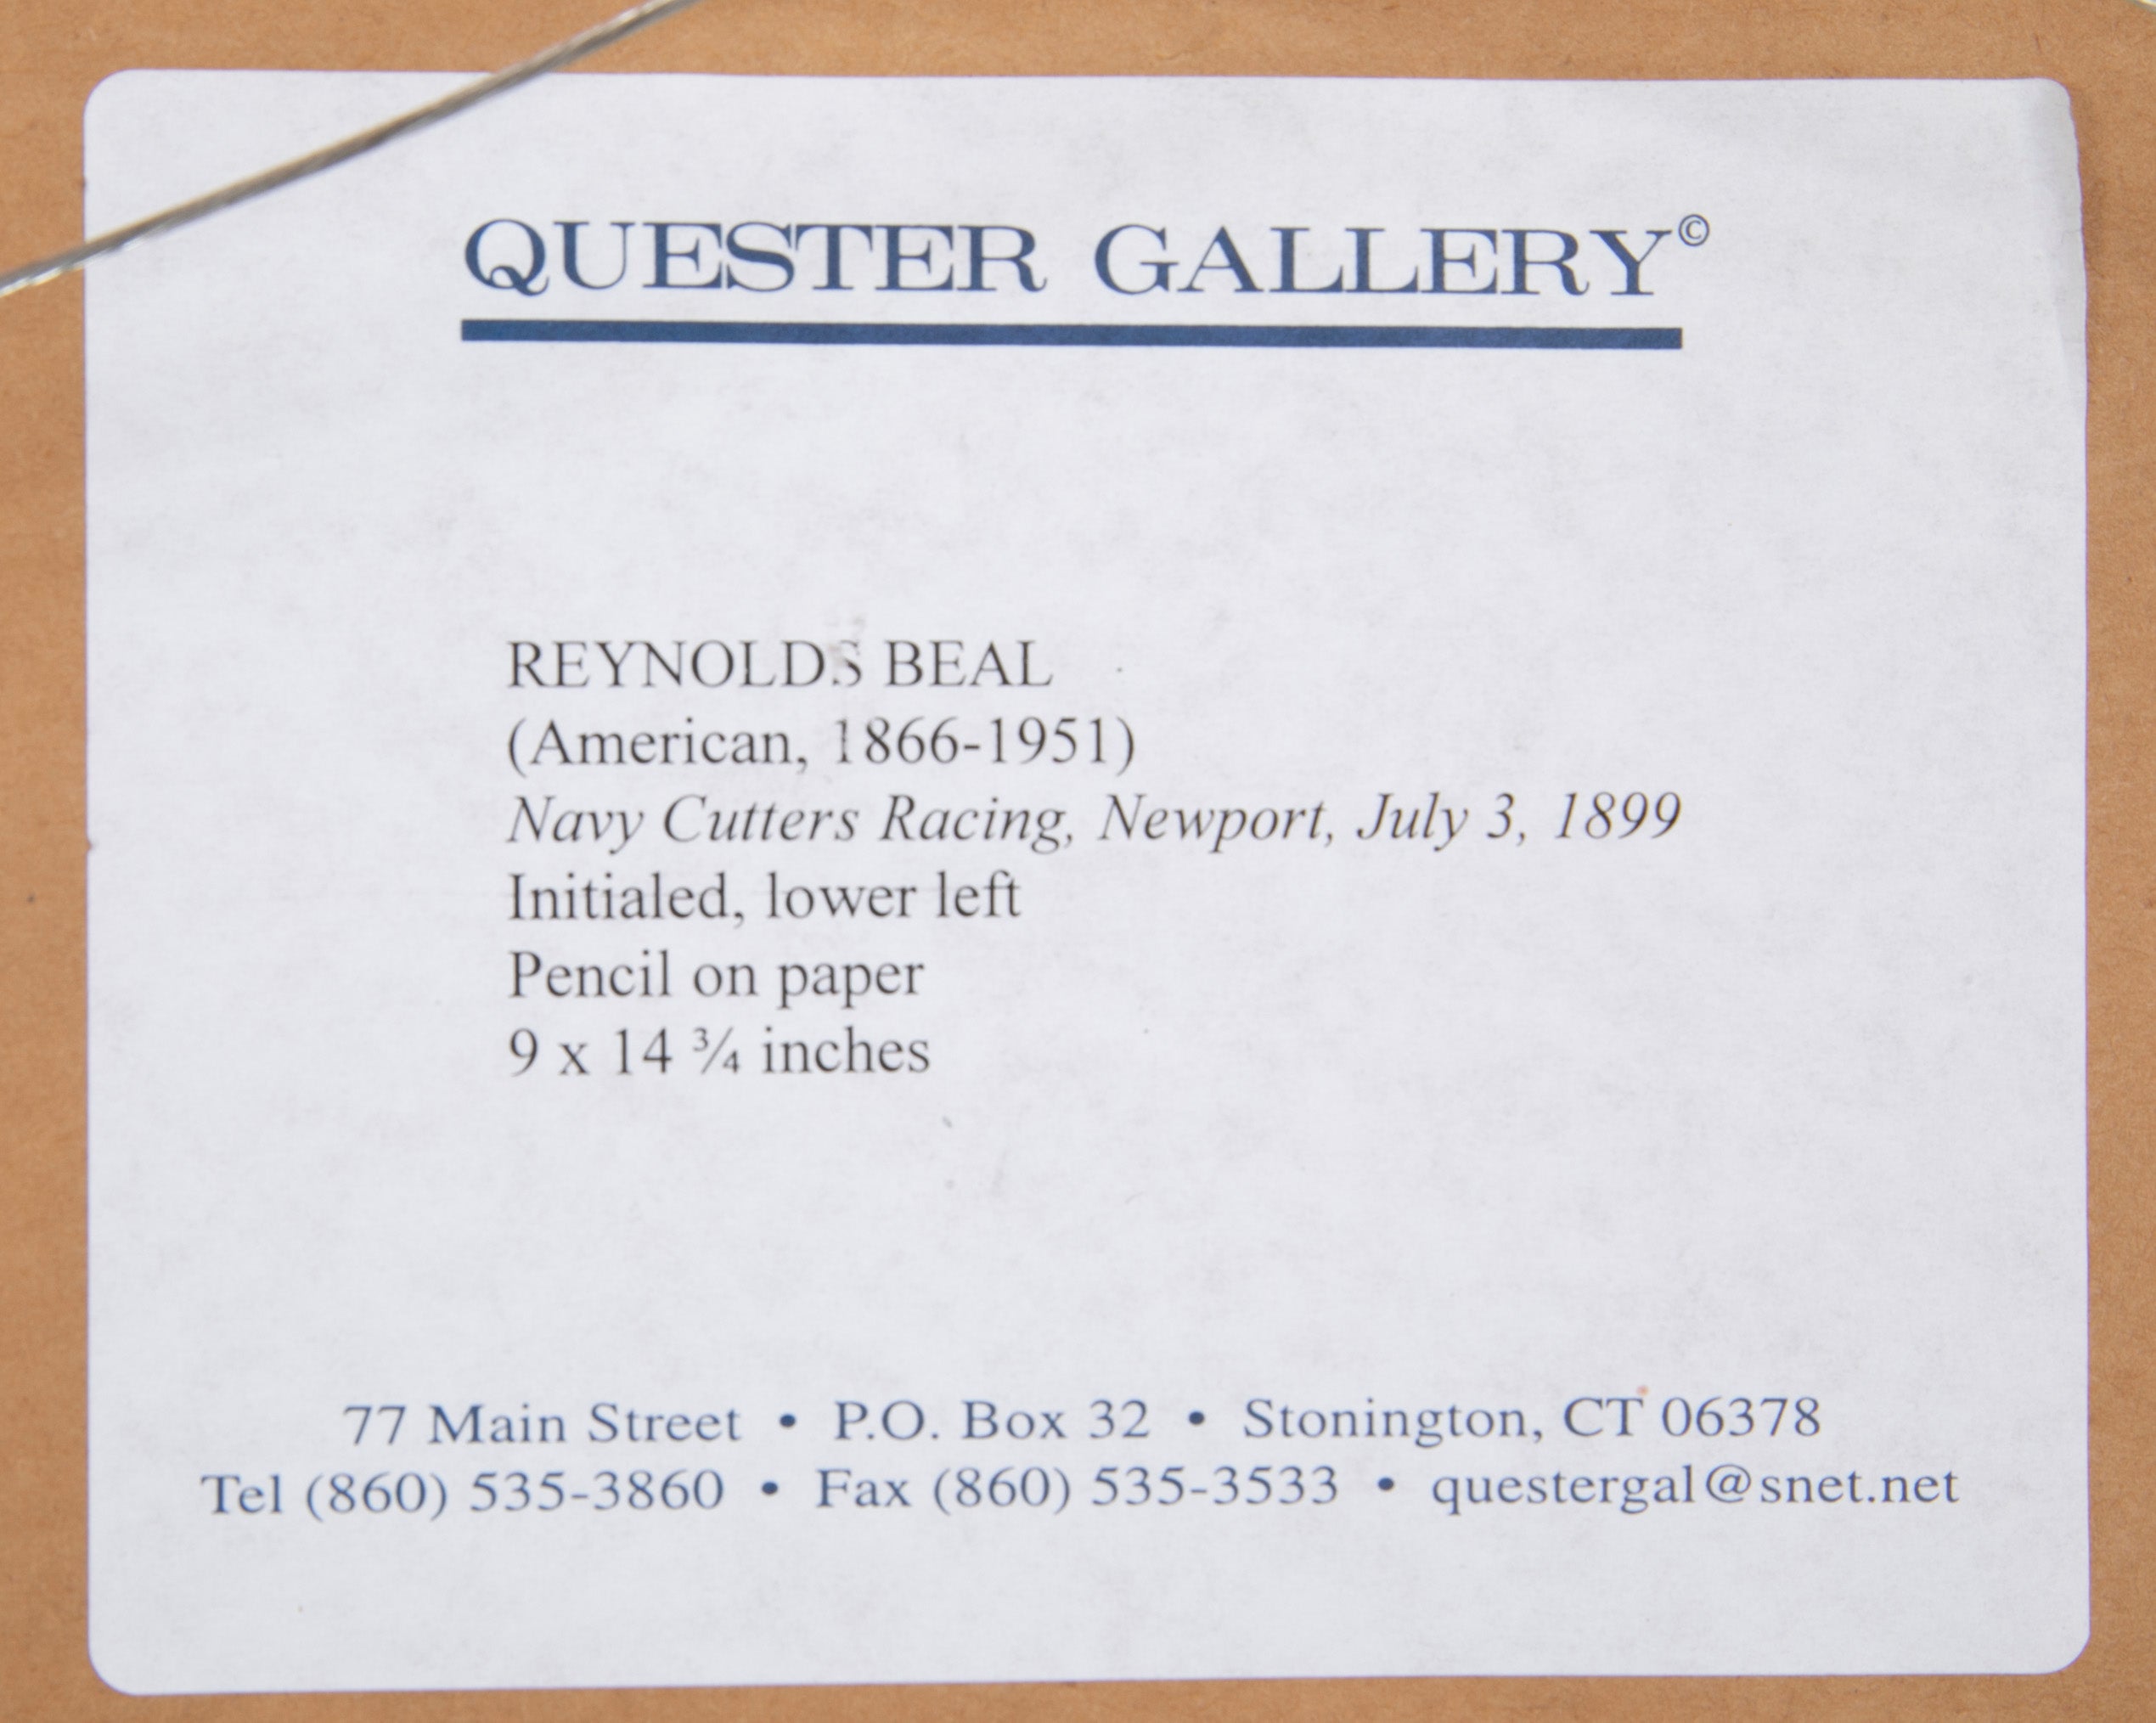 QUESTER GALLERY©
REYNOLDS BEAL
(American, 1866-1951)
Navy Cutters Racing, Newport, July 3, 1899
Initialed, lower left
Pencil on paper
9 x 14 ¾ inches
77 Main Street • P.O. Box 32 • Stonington, CT 06378
Tel (860) 535-3860 • Fax (860) 535-3533 • questergal@snet.net